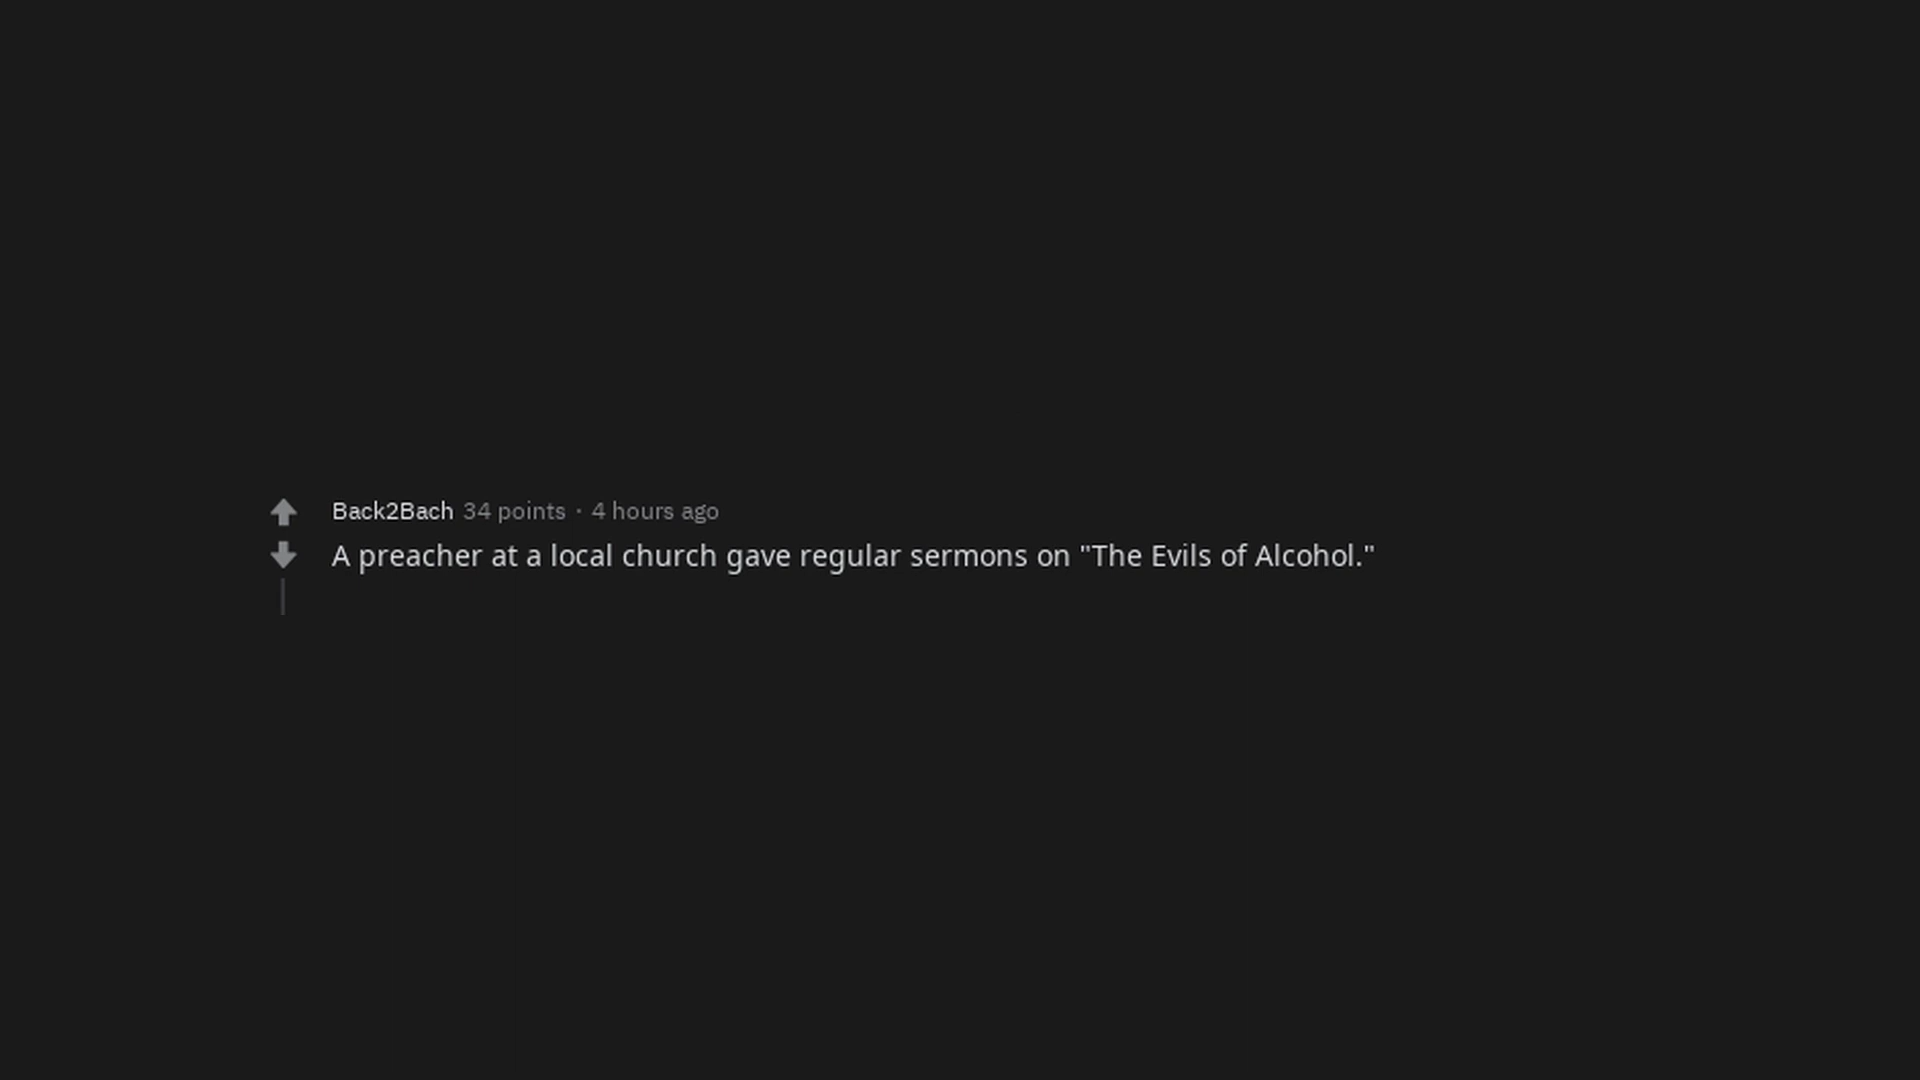 Back2Bach 34 points · 4 hours ago
A preacher at a local church gave regular sermons on "The Evils of Alcohol."